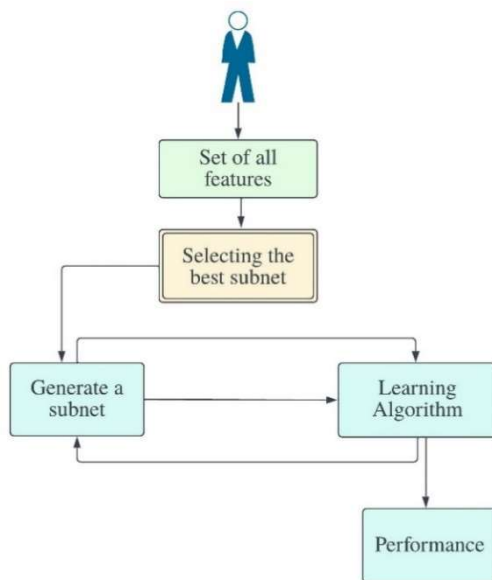 Set of all
features
Selecting the
best subnet
Generate a
subnet
Learning
Algorithm
Performance